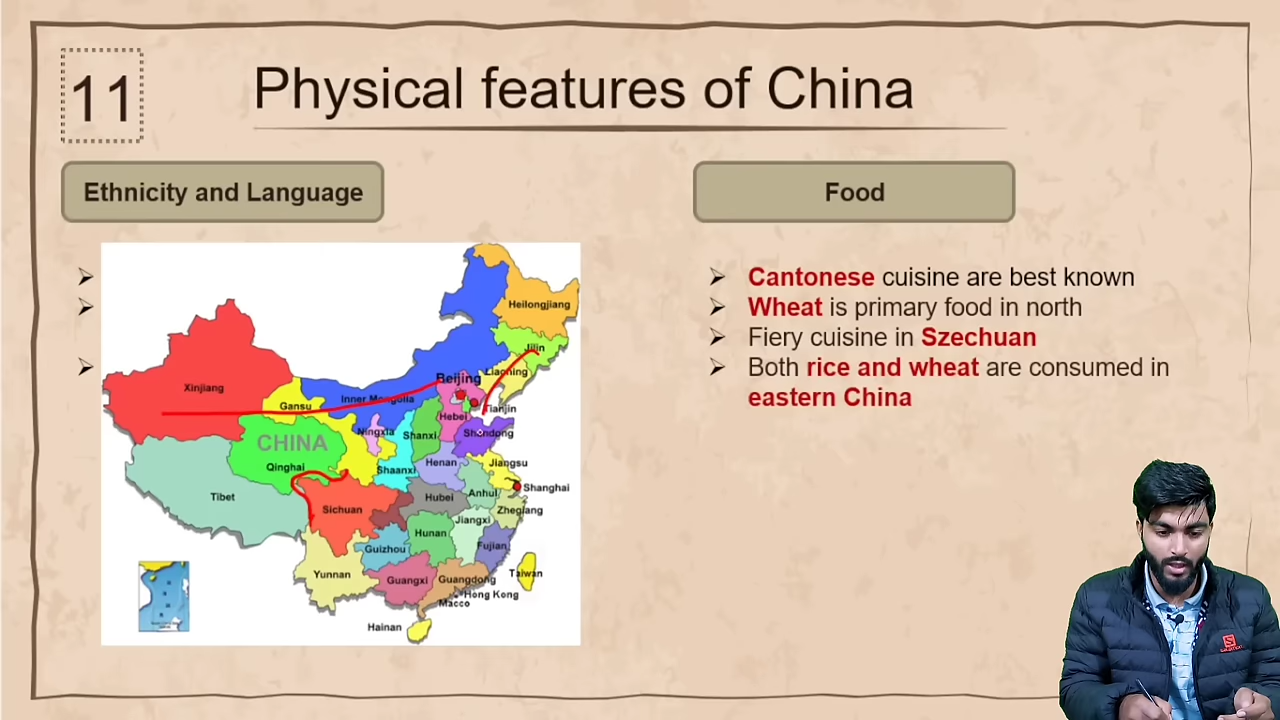 11
Physical features of China
Ethnicity and Language
Food
Heilongjiang
Jilin
Liaoning
Beijing
Xinjiang
Gansu
Inner Mongolia
Tianjin
Hebei
CHINA
Ningxia
Shanxi
Shandong
Qinghai
Shaanxi
Henan
Jiangsu
Tibet
Sichuan
Hubei
Anhui
Shanghai
Zhegiang
Jiangxi
Hunan
Guizhou
Fujian
Yunnan
Guangxi
Guangdong
Taiwan
Hong Kong
Macco
Hainan
➢ Cantonese cuisine are best known
➢ Wheat is primary food in north
➢ Fiery cuisine in Szechuan
➢ Both rice and wheat are consumed in
eastern China